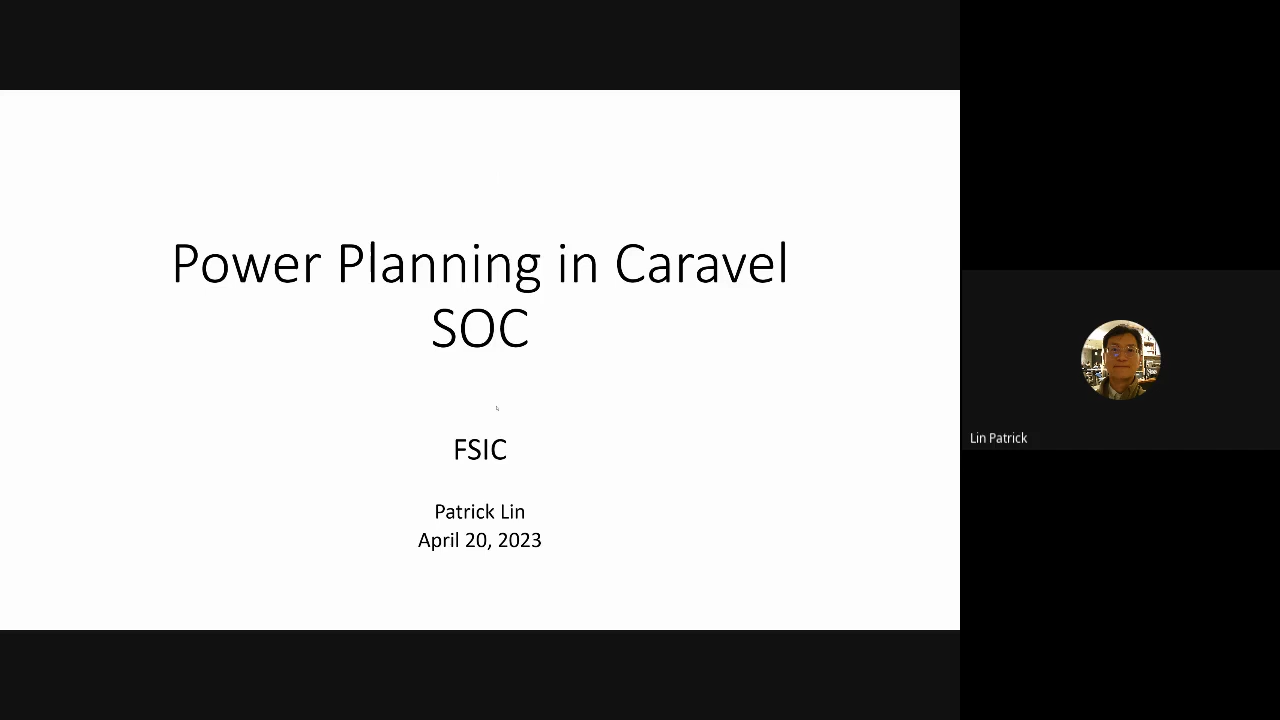 Power Planning in Caravel
SOC
FSIC
Patrick Lin
April 20, 2023
Lin Patrick